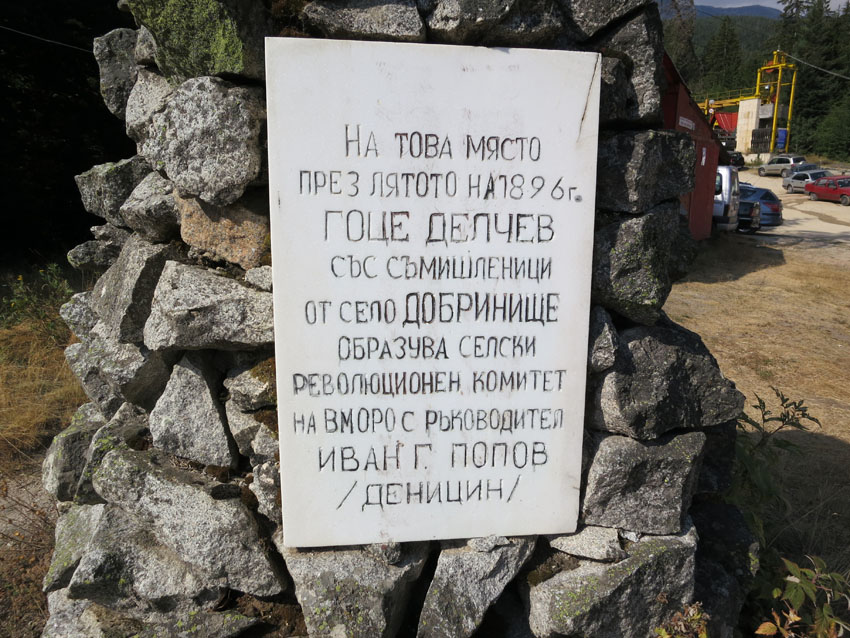 НА ТОВА МЯСТО
ПРЕЗ ЛЯТОТО НА 1896 г.
ГОЦЕ ДЕЛЧЕВ
СЪС СЪМИШЛЕНИЦИ
ОТ СЕЛО ДОБРИНИЩЕ
ОБРАЗУВА СЕЛСКИ
РЕВОЛЮЦИОНЕН КОМИТЕТ
НА ВМОРО С РЪКОВОДИТЕЛ
ИВАН Г. ПОПОВ
/ДЕНИЦИН/